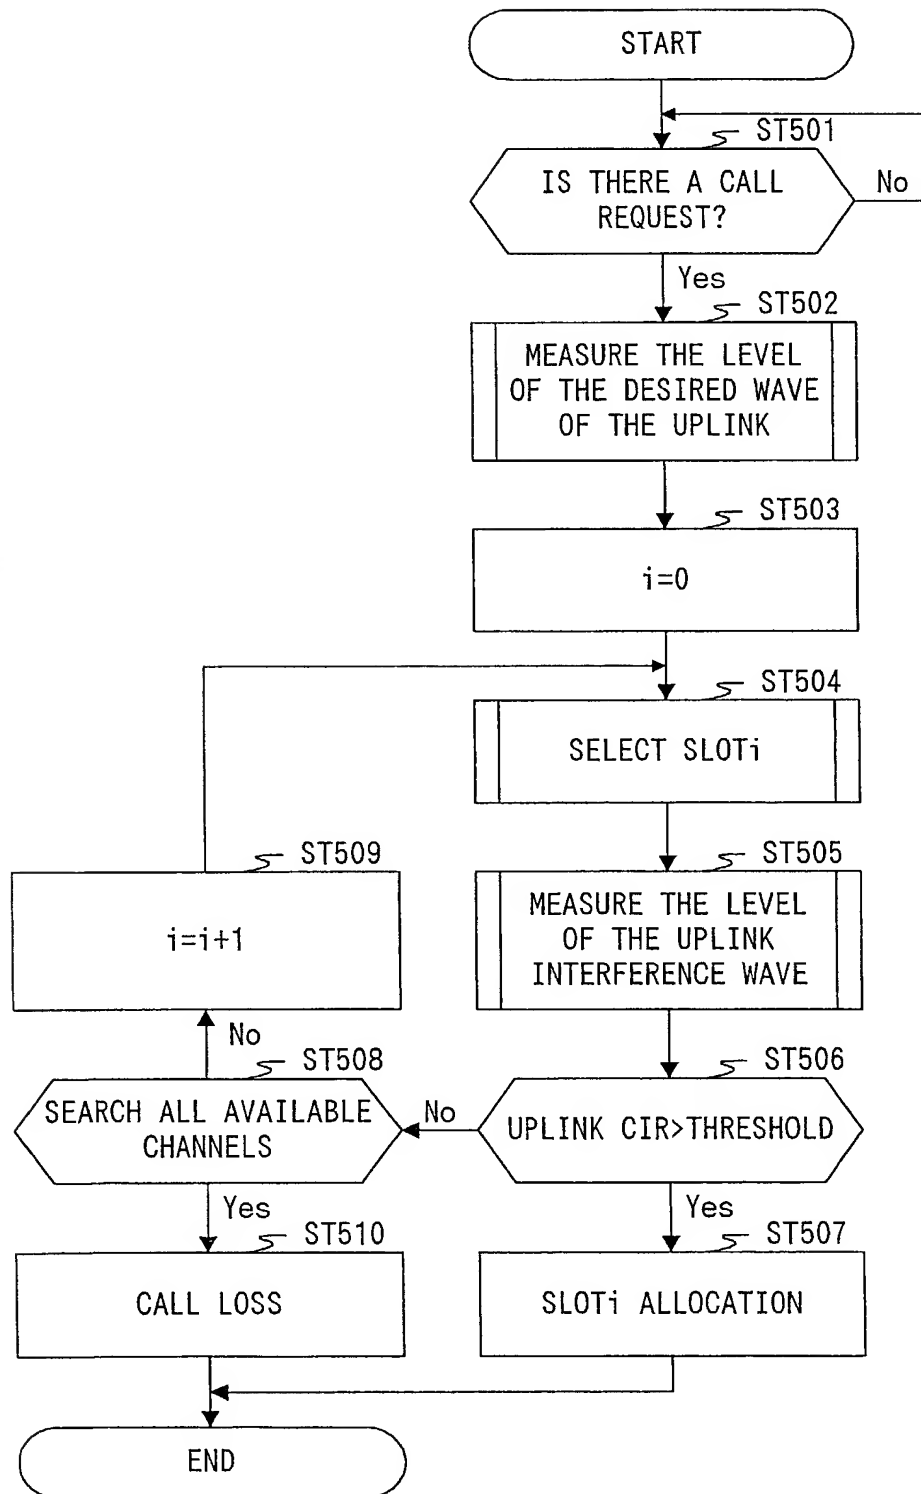 START
ST501
IS THERE A CALL
REQUEST?
No
Yes
ST502
MEASURE THE LEVEL
OF THE DESIRED WAVE
OF THE UPLINK
ST503
i=0
ST504
SELECT SLOTi
ST509
i=i+1
ST505
MEASURE THE LEVEL
OF THE UPLINK
INTERFERENCE WAVE
No
ST508
SEARCH ALL AVAILABLE
CHANNELS
No
ST506
UPLINK CIR>THRESHOLD
Yes
ST510
CALL LOSS
Yes
ST507
SLOTi ALLOCATION
END